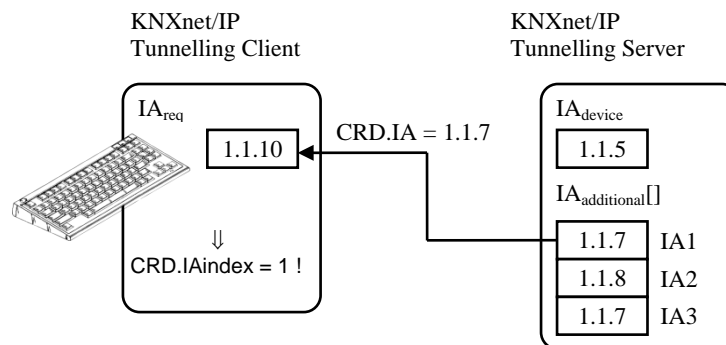 KNXnet/IP
Tunnelling Client
KNXnet/IP
Tunnelling Server
IAreq
1.1.10
⇓
CRD.IAindex = 1 !
CRD.IA = 1.1.7
IAdevice
1.1.5
IAadditional[]
1.1.7 IA1
1.1.8 IA2
1.1.7 IA3